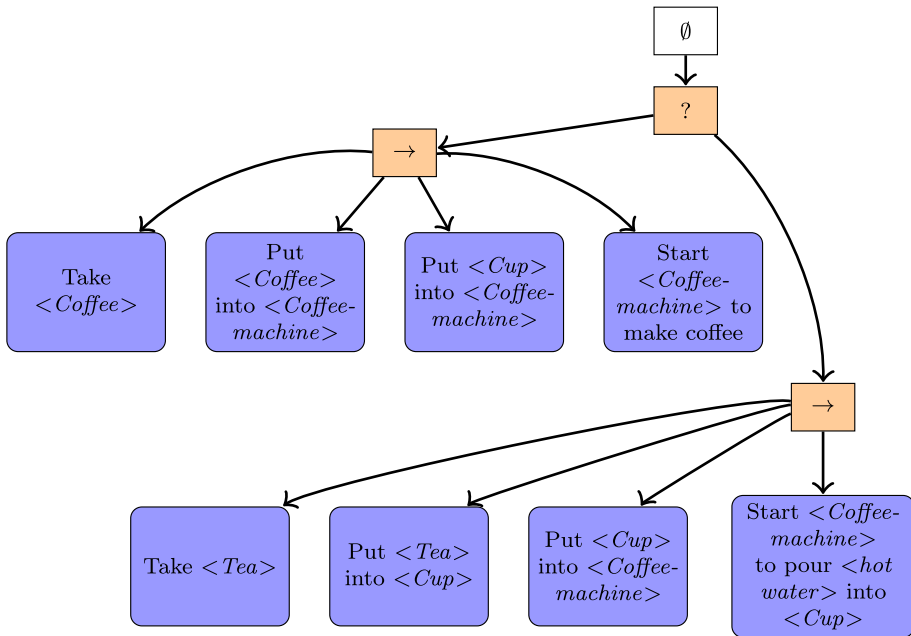 ∅
?
→
Take
<Coffee>
Put
<Coffee>
into <Coffee-
machine>
Put <Cup>
into <Coffee-
machine>
Start
<Coffee-
machine> to
make coffee
→
Take <Tea>
Put <Tea>
into <Cup>
Put <Cup>
into <Coffee-
machine>
Start <Coffee-
machine>
to pour <hot
water> into
<Cup>